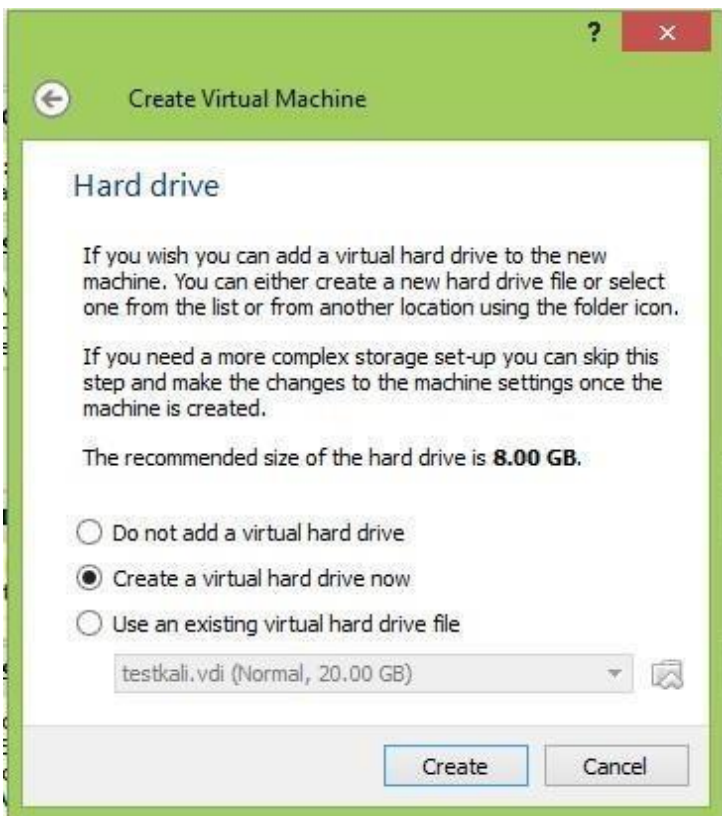 ?
Create Virtual Machine
Hard drive
If you wish you can add a virtual hard drive to the new
machine. You can either create a new hard drive file or select
one from the list or from another location using the folder icon.
If you need a more complex storage set-up you can skip this
step and make the changes to the machine settings once the
machine is created.
The recommended size of the hard drive is 8.00 GB.
Do not add a virtual hard drive
Create a virtual hard drive now
Use an existing virtual hard drive file
testkali.vdi (Normal, 20.00 GB)
Create Cancel